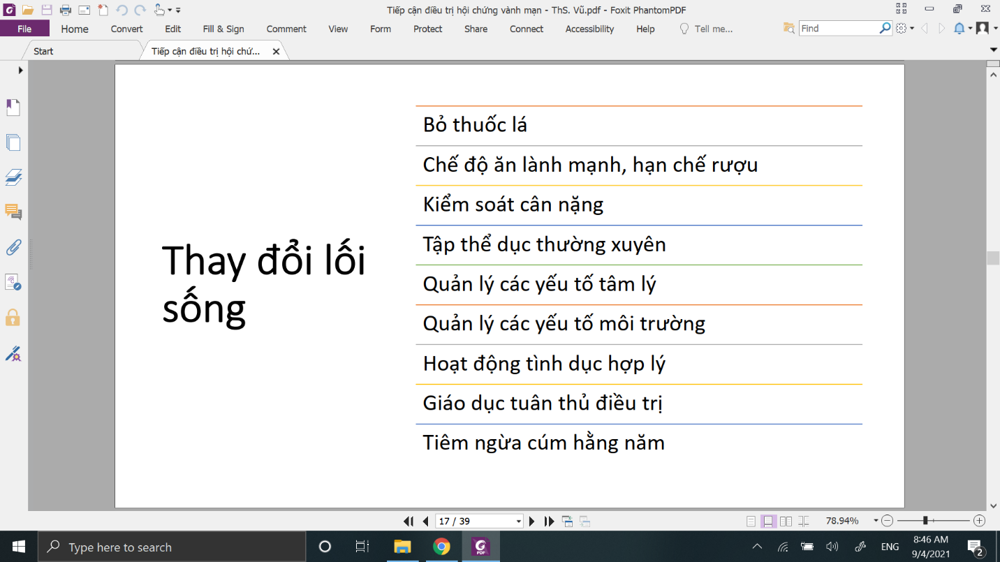 Tiếp cận điều trị hội chứng vành mạn - ThS. Vũ.pdf - Foxit PhantomPDF
File Home Convert Edit Fill & Sign Comment View Form Protect Share Connect Accessibility Help Tell me... Find
Start Tiếp cận điều trị hội chứ...
Bỏ thuốc lá
Chế độ ăn lành mạnh, hạn chế rượu
Kiểm soát cân nặng
Tập thể dục thường xuyên
Thay đổi lối
sống
Quản lý các yếu tố tâm lý
Quản lý các yếu tố môi trường
Hoạt động tình dục hợp lý
Giáo dục tuân thủ điều trị
Tiêm ngừa cúm hằng năm
17 / 39 78.94%
Type here to search
PDF
ENG
8:46 AM
9/4/2021
2